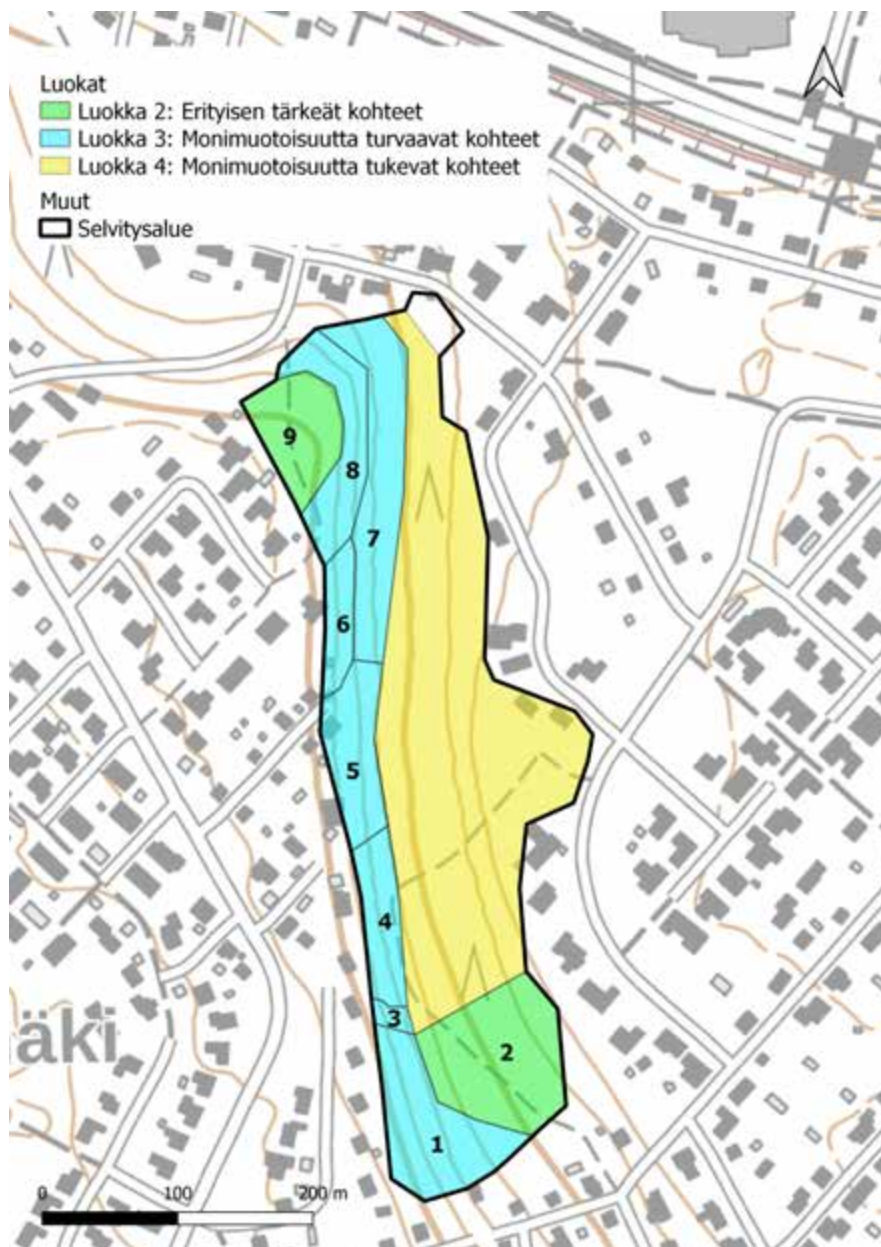 Luokat
Luokka 2: Erityisen tärkeät kohteet
Luokka 3: Monimuotoisuutta turvaavat kohteet
Luokka 4: Monimuotoisuutta tukevat kohteet
Muut
Selvitysalue
9
8
7
6
5
4
3
2
äki
1
0 100 200 m